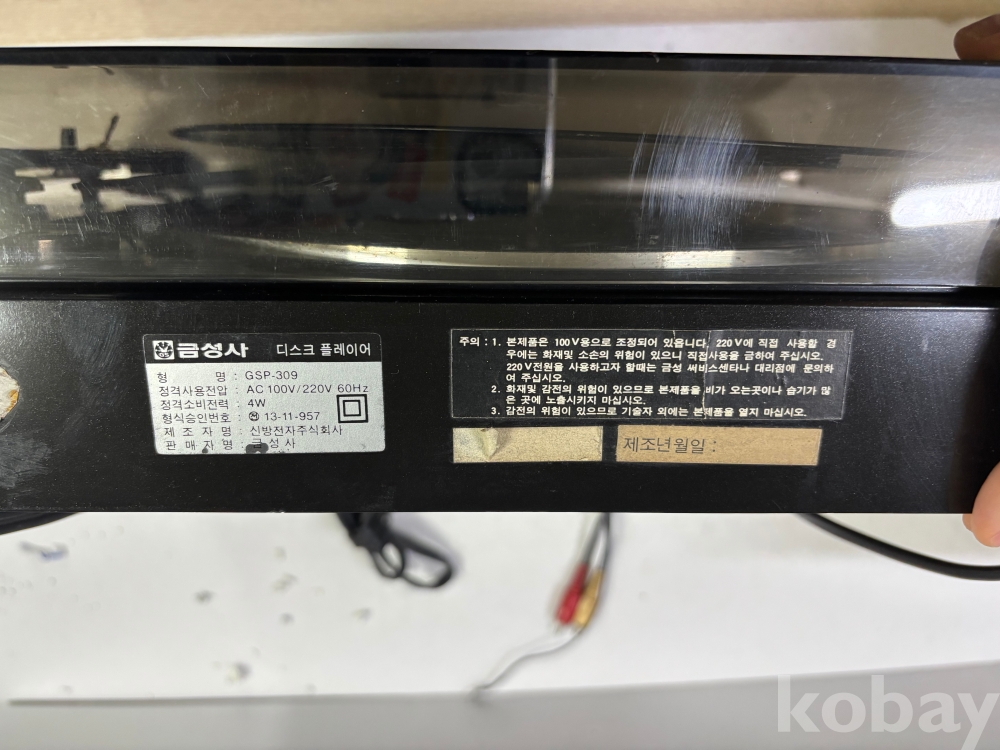 GS 금성사 디스크 플레이어
형 명 : GSP-309
정격사용전압 : AC 100V/220V 60Hz
정격소비전력 : 4W
형식승인번호 : 13-11-957
제 조 자 명 : 신방전자주식회사
판 매 자 명 : 금성사
주의 : 1. 본제품은 100V용으로 조정되어 있읍니다. 220V에 직접 사용할 경
우에는 화재및 소손의 위험이 있으니 직접사용을 금하여 주십시오.
220V전원을 사용하고자 할때는 금성 써비스센타나 대리점에 문의하
여 주십시오.
2. 화재및 감전의 위험이 있으므로 본제품을 비가 오는곳이나 습기가 많
은 곳에 노출시키지 마십시오.
3. 감전의 위험이 있으므로 기술자 외에는 본제품을 열지 마십시오.
제조년월일 :
kobay